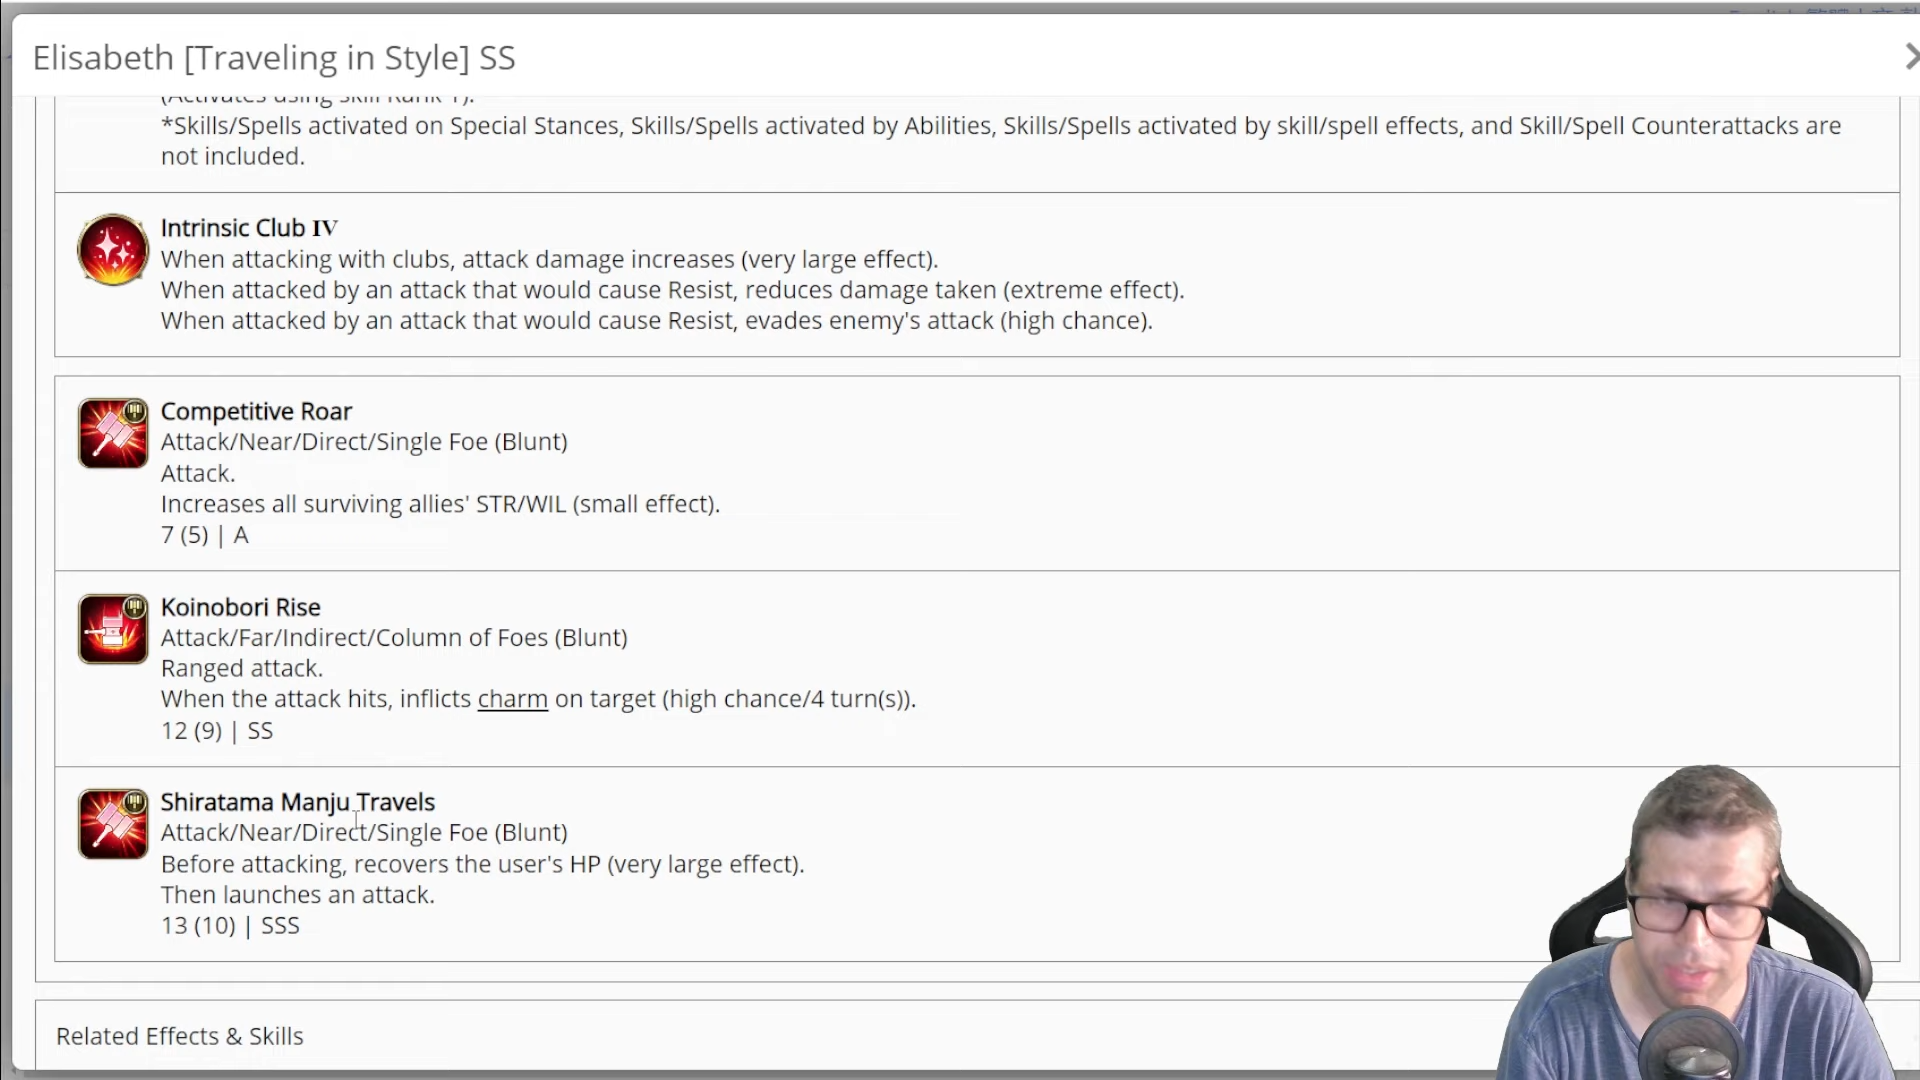 Elisabeth [Traveling in Style] SS
(Activates using skill Rank 1).
*Skills/Spells activated on Special Stances, Skills/Spells activated by Abilities, Skills/Spells activated by skill/spell effects, and Skill/Spell Counterattacks are
not included.
Intrinsic Club IV
When attacking with clubs, attack damage increases (very large effect).
When attacked by an attack that would cause Resist, reduces damage taken (extreme effect).
When attacked by an attack that would cause Resist, evades enemy's attack (high chance).
Competitive Roar
Attack/Near/Direct/Single Foe (Blunt)
Attack.
Increases all surviving allies' STR/WIL (small effect).
7 (5) | A
Koinobori Rise
Attack/Far/Indirect/Column of Foes (Blunt)
Ranged attack.
When the attack hits, inflicts charm on target (high chance/4 turn(s)).
12 (9) | SS
Shiratama Manju Travels
Attack/Near/Direct/Single Foe (Blunt)
Before attacking, recovers the user's HP (very large effect).
Then launches an attack.
13 (10) | SSS
Related Effects & Skills